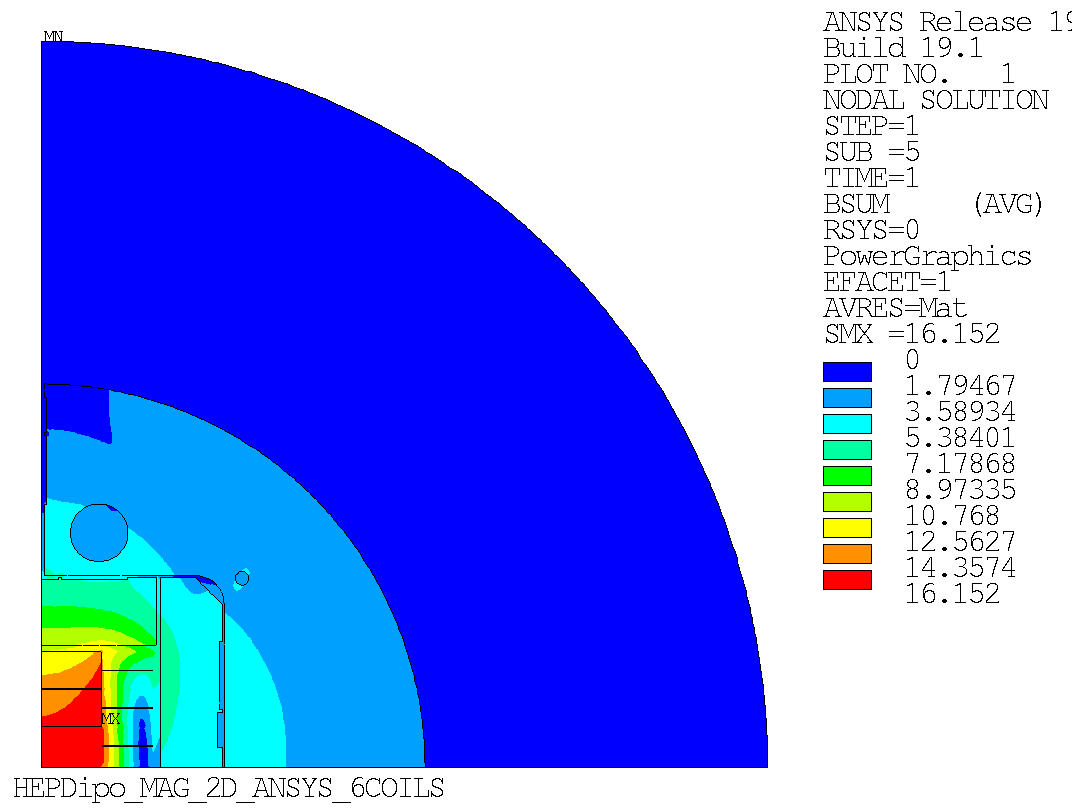 MN
ANSYS Release 19
Build 19.1
PLOT NO. 1
NODAL SOLUTION
STEP=1
SUB =5
TIME=1
BSUM (AVG)
RSYS=0
PowerGraphics
EFACET=1
AVRES=Mat
SMX =16.152
0
1.79467
3.58934
5.38401
7.17868
8.97335
10.768
12.5627
14.3574
16.152
MX
HEPDipo_MAG_2D_ANSYS_6COILS